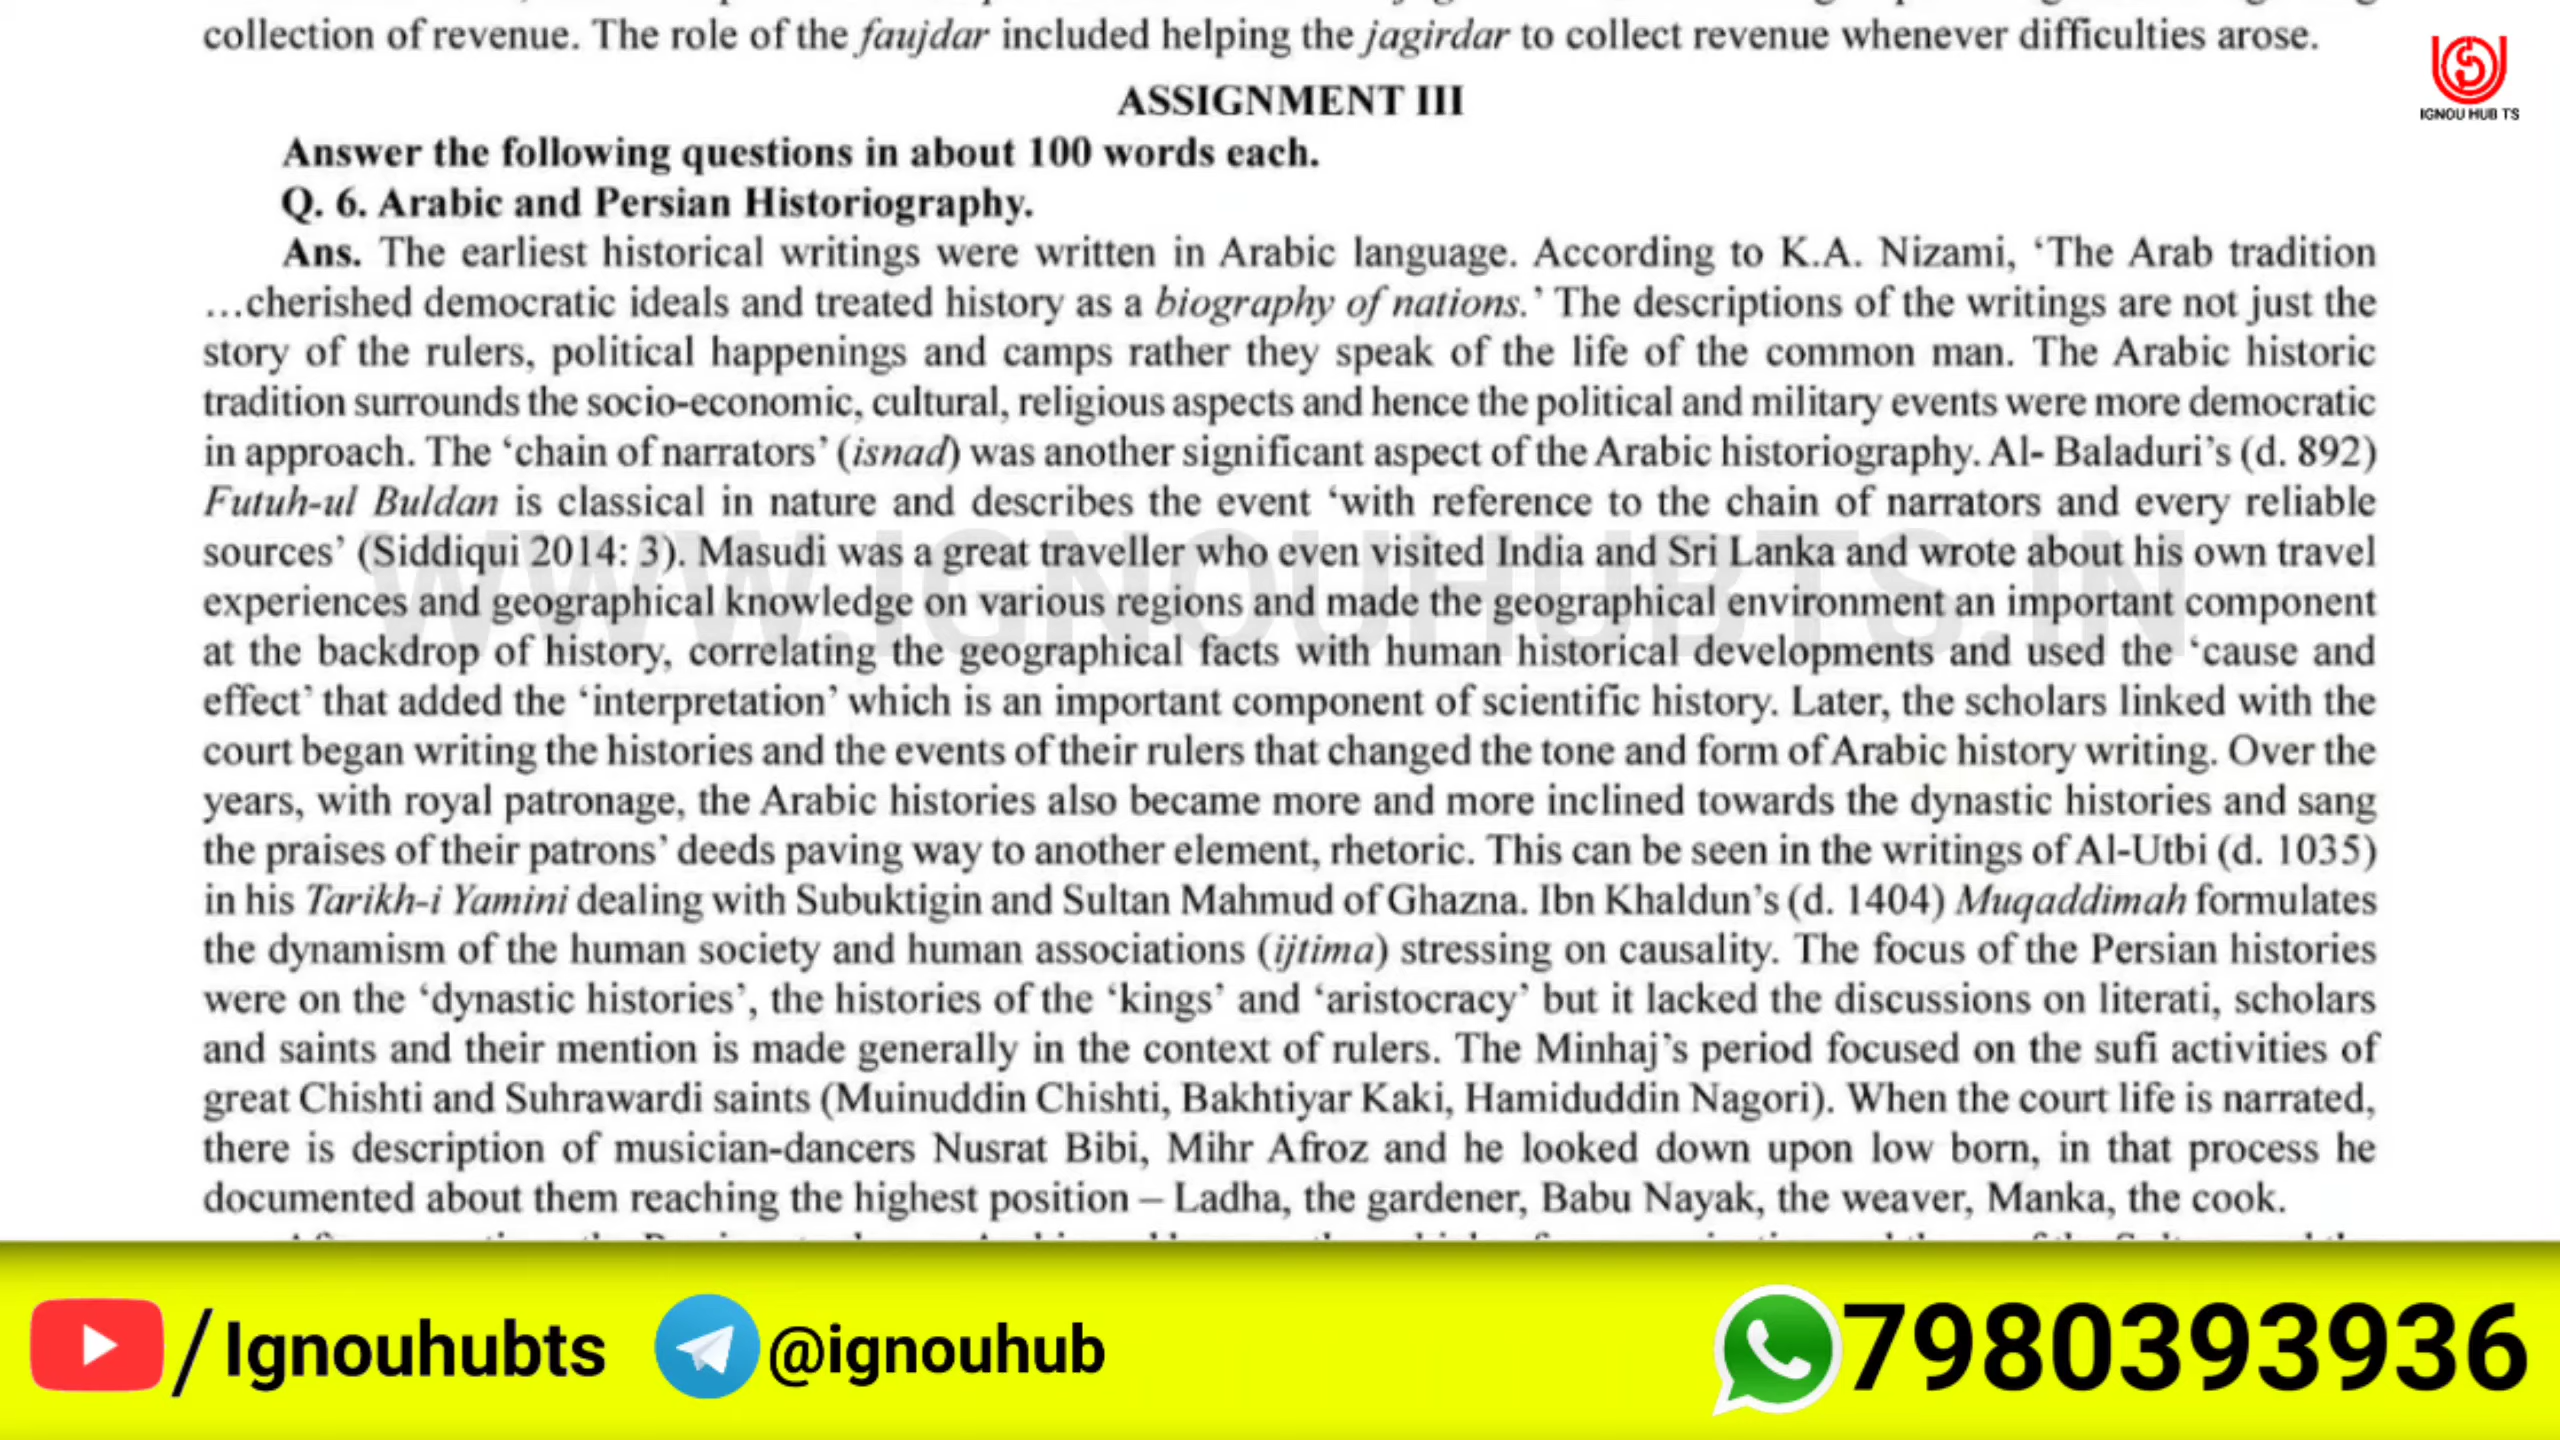 collection of revenue. The role of the faujdar included helping the jagirdar to collect revenue whenever difficulties arose.
IGNOU HUB TS
ASSIGNMENT III
Answer the following questions in about 100 words each.
Q. 6. Arabic and Persian Historiography.
Ans. The earliest historical writings were written in Arabic language. According to K.A. Nizami, ‘The Arab tradition
…cherished democratic ideals and treated history as a biography of nations.’ The descriptions of the writings are not just the
story of the rulers, political happenings and camps rather they speak of the life of the common man. The Arabic historic
tradition surrounds the socio-economic, cultural, religious aspects and hence the political and military events were more democratic
in approach. The ‘chain of narrators’ (isnad) was another significant aspect of the Arabic historiography. Al- Baladuri’s (d. 892)
Futuh-ul Buldan is classical in nature and describes the event ‘with reference to the chain of narrators and every reliable
sources’ (Siddiqui 2014: 3). Masudi was a great traveller who even visited India and Sri Lanka and wrote about his own travel
WWW.IGNOUHUBTS.IN
experiences and geographical knowledge on various regions and made the geographical environment an important component
at the backdrop of history, correlating the geographical facts with human historical developments and used the ‘cause and
effect’ that added the ‘interpretation’ which is an important component of scientific history. Later, the scholars linked with the
court began writing the histories and the events of their rulers that changed the tone and form of Arabic history writing. Over the
years, with royal patronage, the Arabic histories also became more and more inclined towards the dynastic histories and sang
the praises of their patrons’ deeds paving way to another element, rhetoric. This can be seen in the writings of Al-Utbi (d. 1035)
in his Tarikh-i Yamini dealing with Subuktigin and Sultan Mahmud of Ghazna. Ibn Khaldun’s (d. 1404) Muqaddimah formulates
the dynamism of the human society and human associations (ijtima) stressing on causality. The focus of the Persian histories
were on the ‘dynastic histories’, the histories of the ‘kings’ and ‘aristocracy’ but it lacked the discussions on literati, scholars
and saints and their mention is made generally in the context of rulers. The Minhaj’s period focused on the sufi activities of
great Chishti and Suhrawardi saints (Muinuddin Chishti, Bakhtiyar Kaki, Hamiduddin Nagori). When the court life is narrated,
there is description of musician-dancers Nusrat Bibi, Mihr Afroz and he looked down upon low born, in that process he
documented about them reaching the highest position – Ladha, the gardener, Babu Nayak, the weaver, Manka, the cook.
/Ignouhubts @ignouhub 7980393936